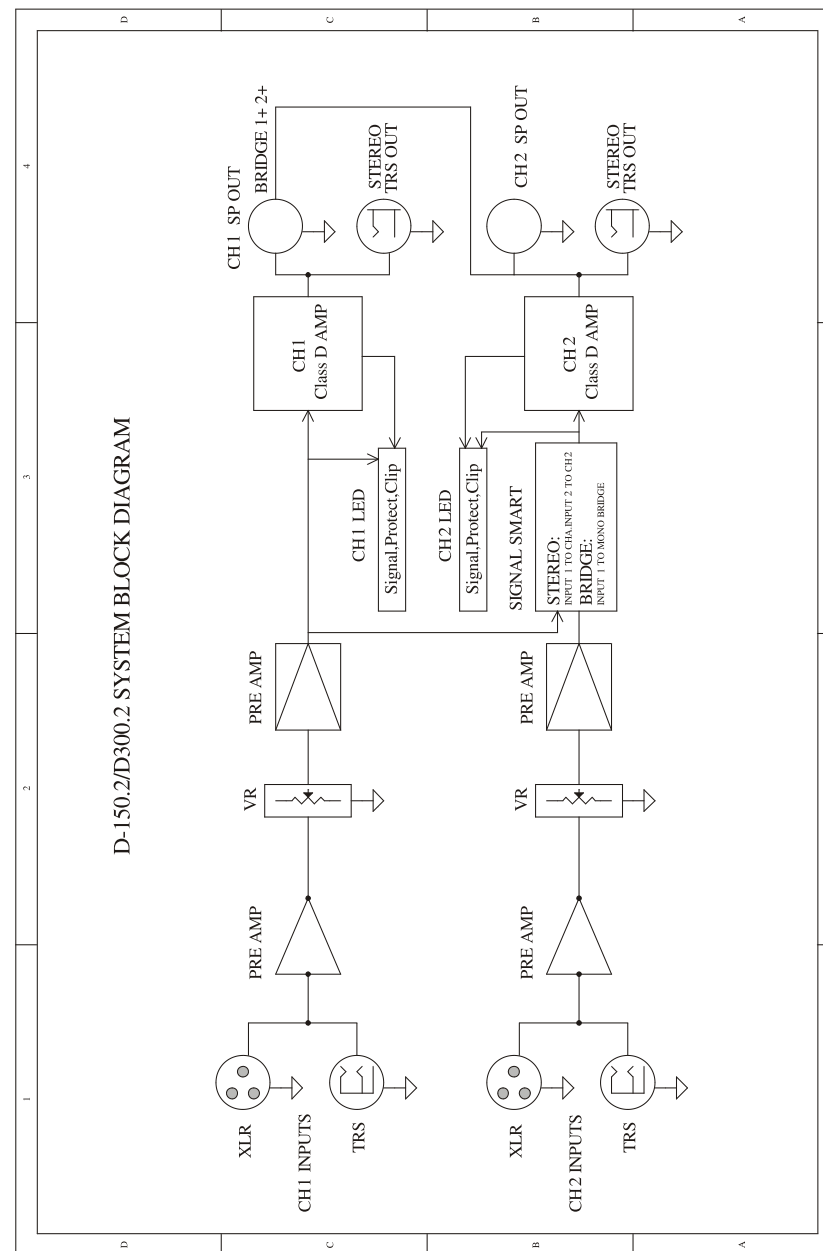 D-150.2/D300.2 SYSTEM BLOCK DIAGRAM
D
C
B
A
1
2
3
4
XLR
CH1 INPUTS
TRS
PRE AMP
VR
PRE AMP
CH1 LED
Signal,Protect,Clip
CH1
Class D AMP
CH1 SP OUT
BRIDGE 1+ 2+
STEREO
TRS OUT
XLR
CH2 INPUTS
TRS
PRE AMP
VR
PRE AMP
CH2 LED
Signal,Protect,Clip
SIGNAL SMART
STEREO:
INPUT 1 TO CHA.INPUT 2 TO CH2
BRIDGE:
INPUT 1 TO MONO BRIDGE
CH2
Class D AMP
CH2 SP OUT
STEREO
TRS OUT
D
C
B
A